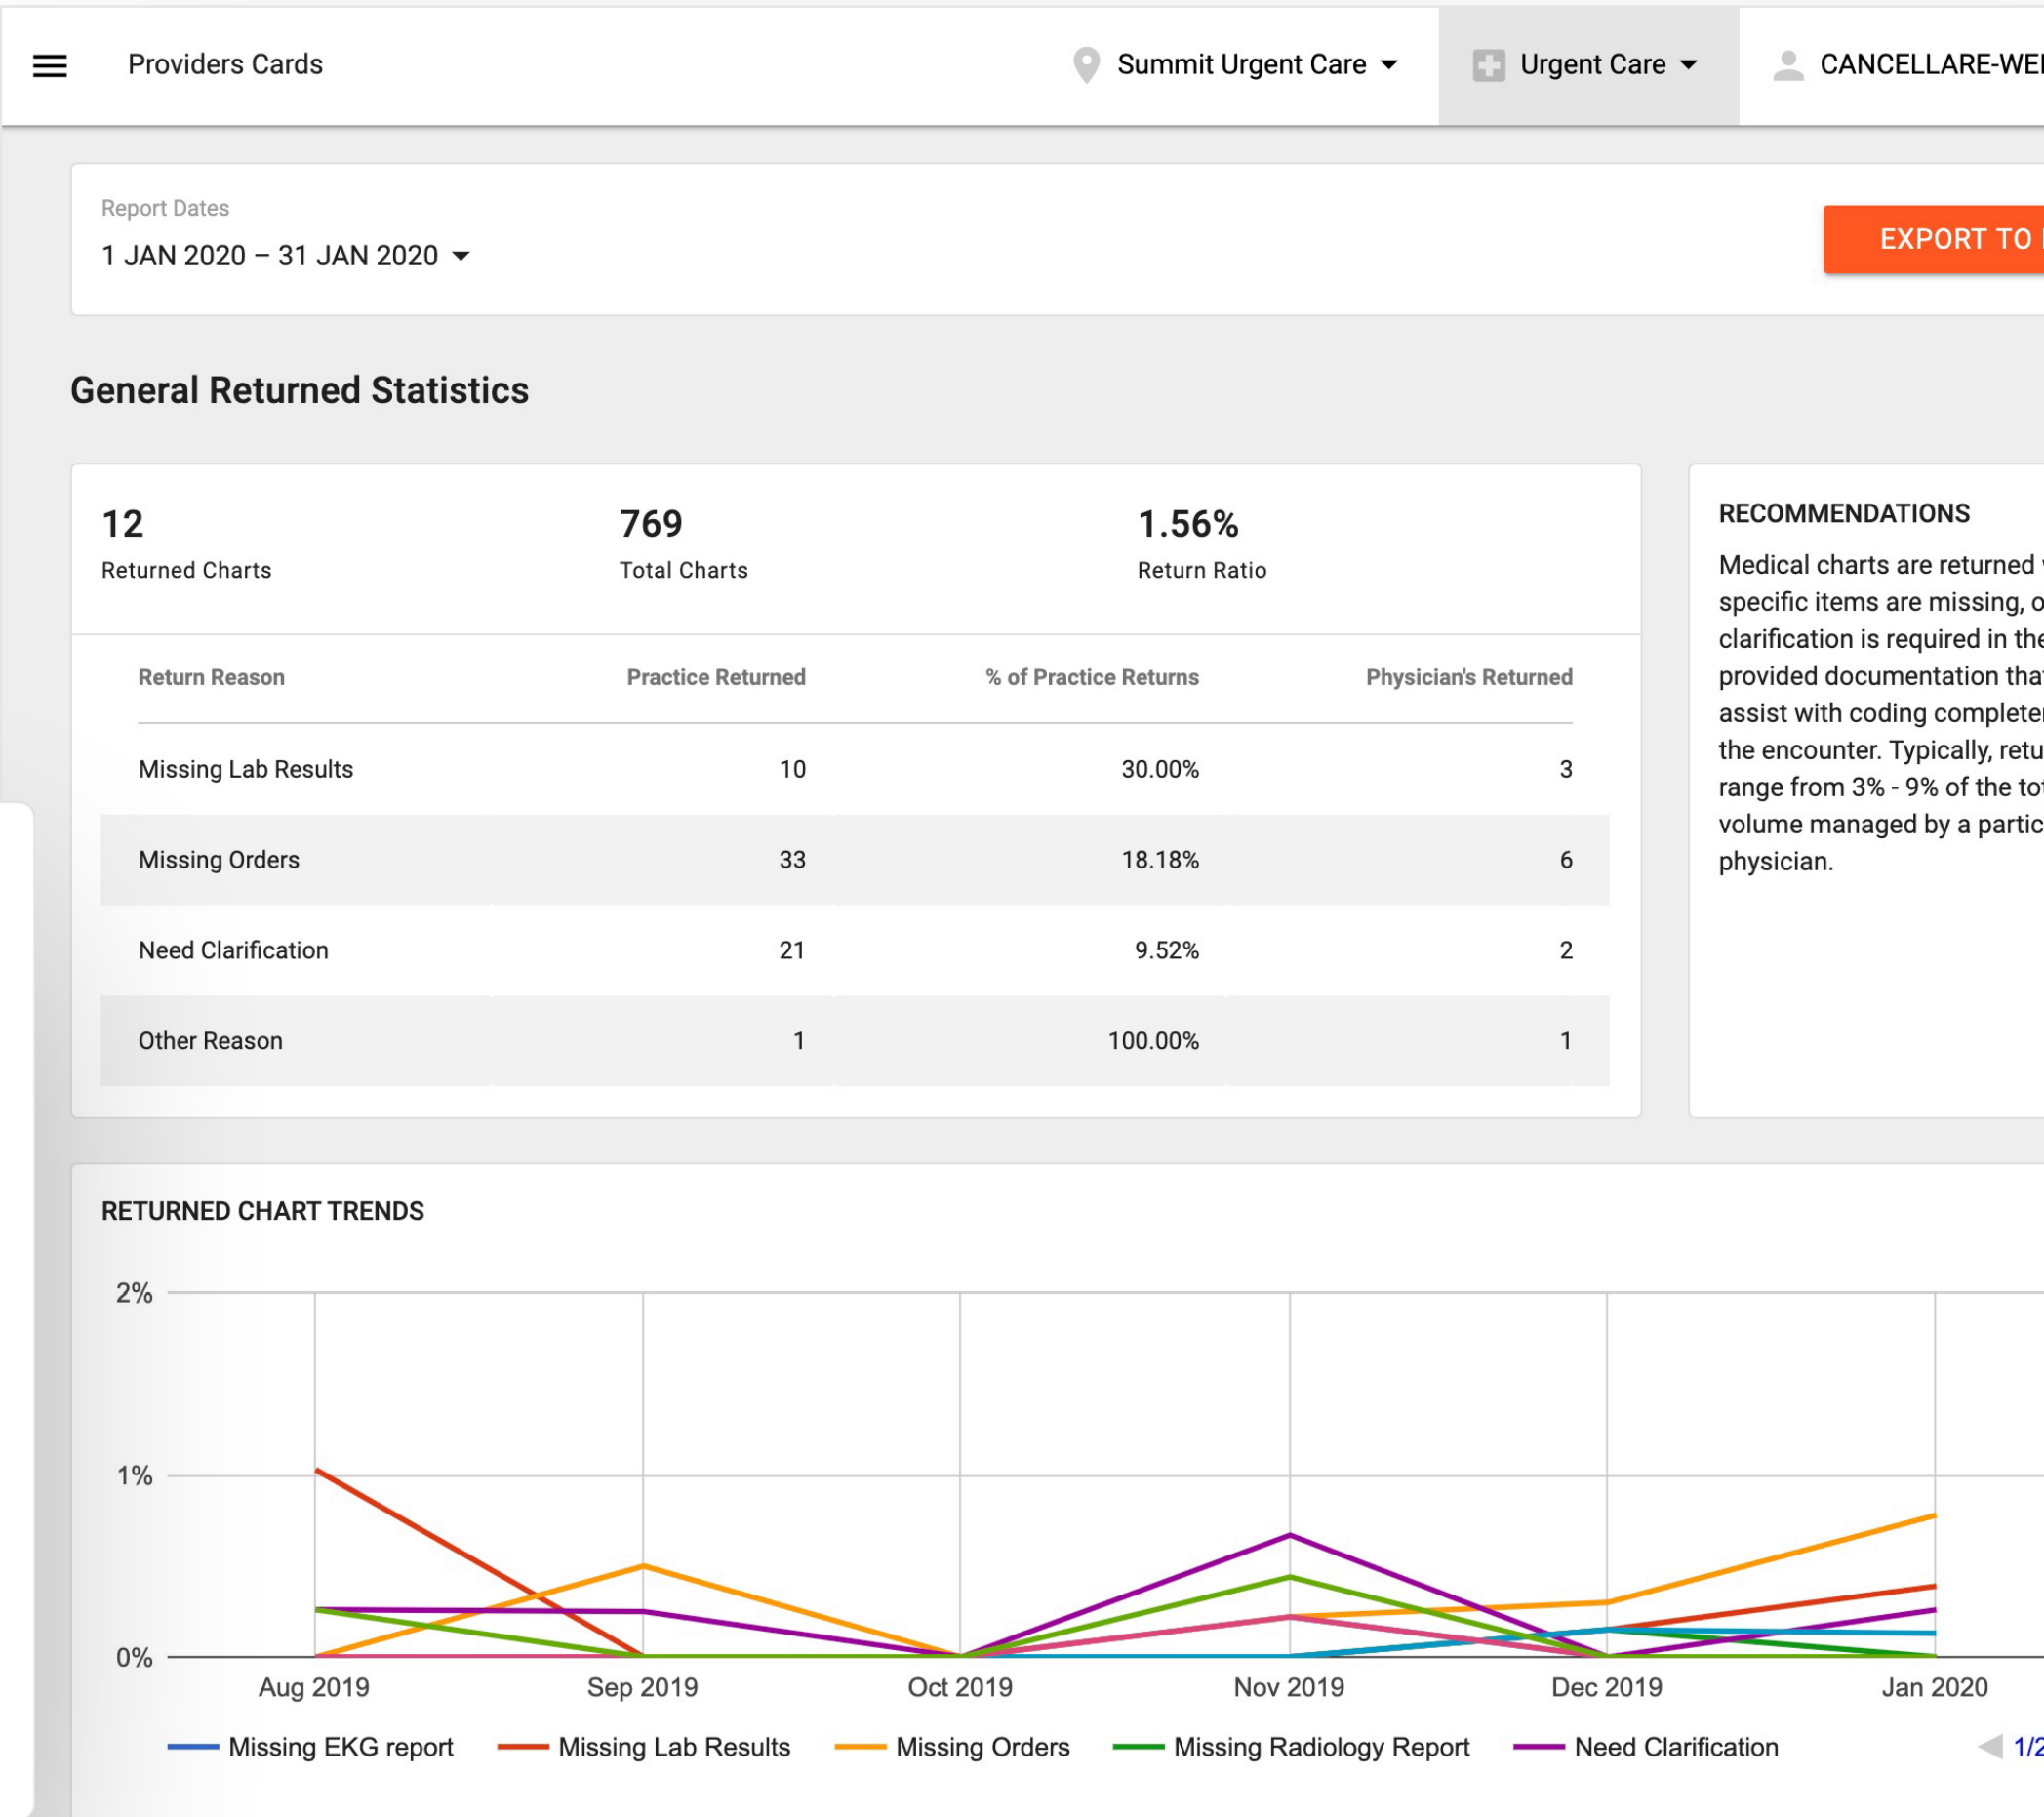 Providers Cards
Summit Urgent Care
Urgent Care
CANCELLARE-WE
Report Dates
1 JAN 2020 – 31 JAN 2020
EXPORT TO
General Returned Statistics
12
Returned Charts
769
Total Charts
1.56%
Return Ratio
Return Reason Practice Returned % of Practice Returns Physician's Returned
Missing Lab Results 10 30.00% 3
Missing Orders 33 18.18% 6
Need Clarification 21 9.52% 2
Other Reason 1 100.00% 1
RECOMMENDATIONS
Medical charts are returned
specific items are missing,
clarification is required in the
provided documentation
assist with coding
the encounter. Typically,
range from 3% - 9% of the
volume managed by a
physician.
RETURNED CHART TRENDS
2%
1%
0%
Aug 2019 Sep 2019 Oct 2019 Nov 2019 Dec 2019 Jan 2020
Missing EKG report Missing Lab Results Missing Orders Missing Radiology Report Need Clarification
1/2